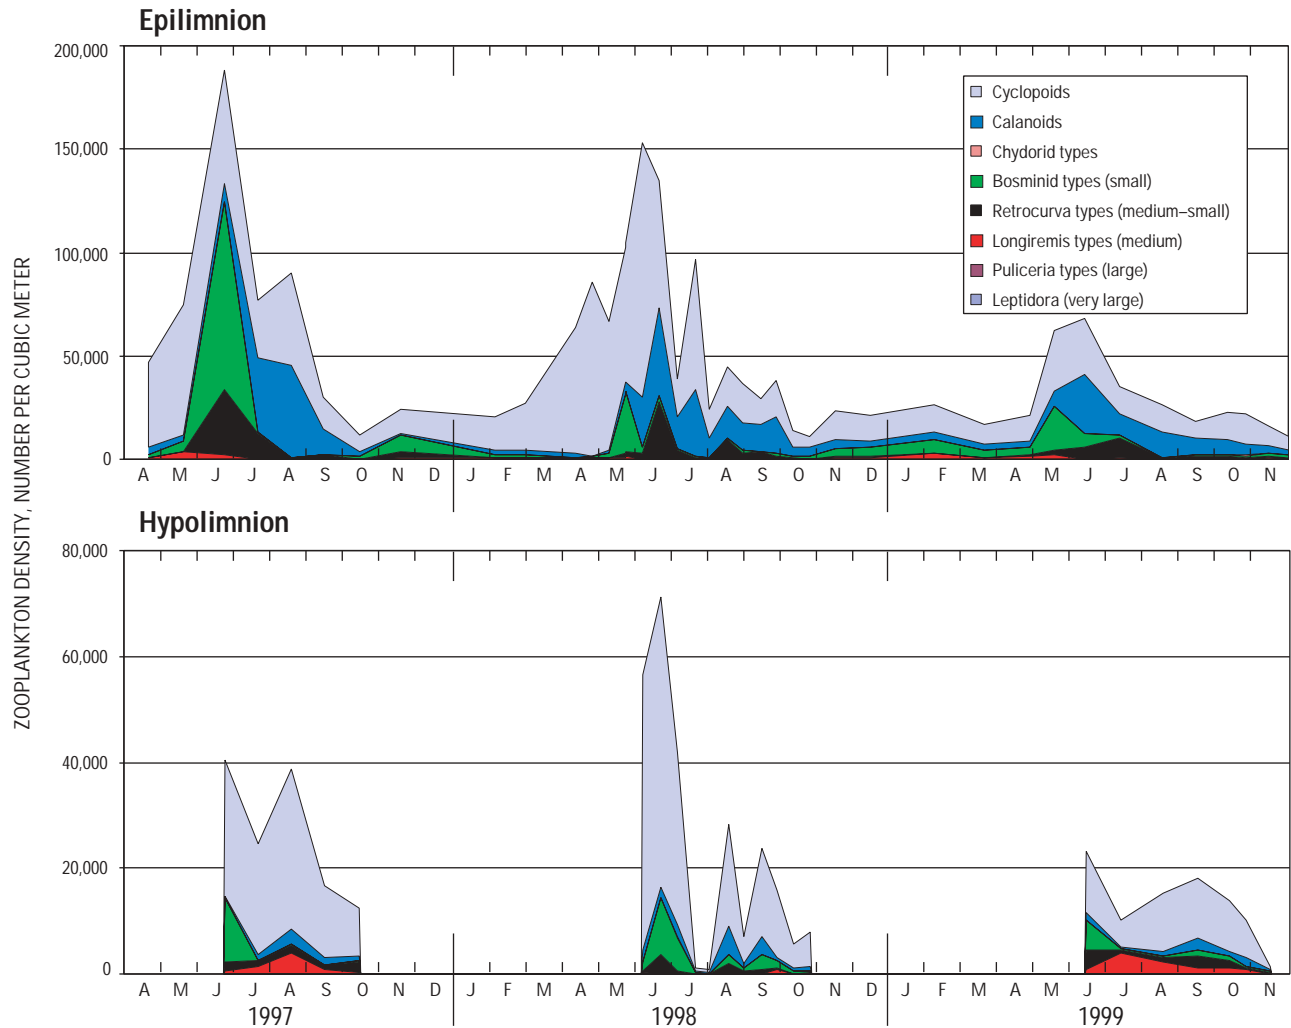 Epilimnion
200,000
150,000
100,000
50,000
0
Cyclopoids
Calanoids
Chydorid types
Bosminid types (small)
Retrocurva types (medium–small)
Longiremis types (medium)
Puliceria types (large)
Leptidora (very large)
A M J J A S O N D J F M A M J J A S O N D J F M A M J J A S O N
Hypolimnion
80,000
60,000
40,000
20,000
0
A M J J A S O N D J F M A M J J A S O N D J F M A M J J A S O N
1997 1998 1999
ZOOPLANKTON DENSITY, NUMBER PER CUBIC METER